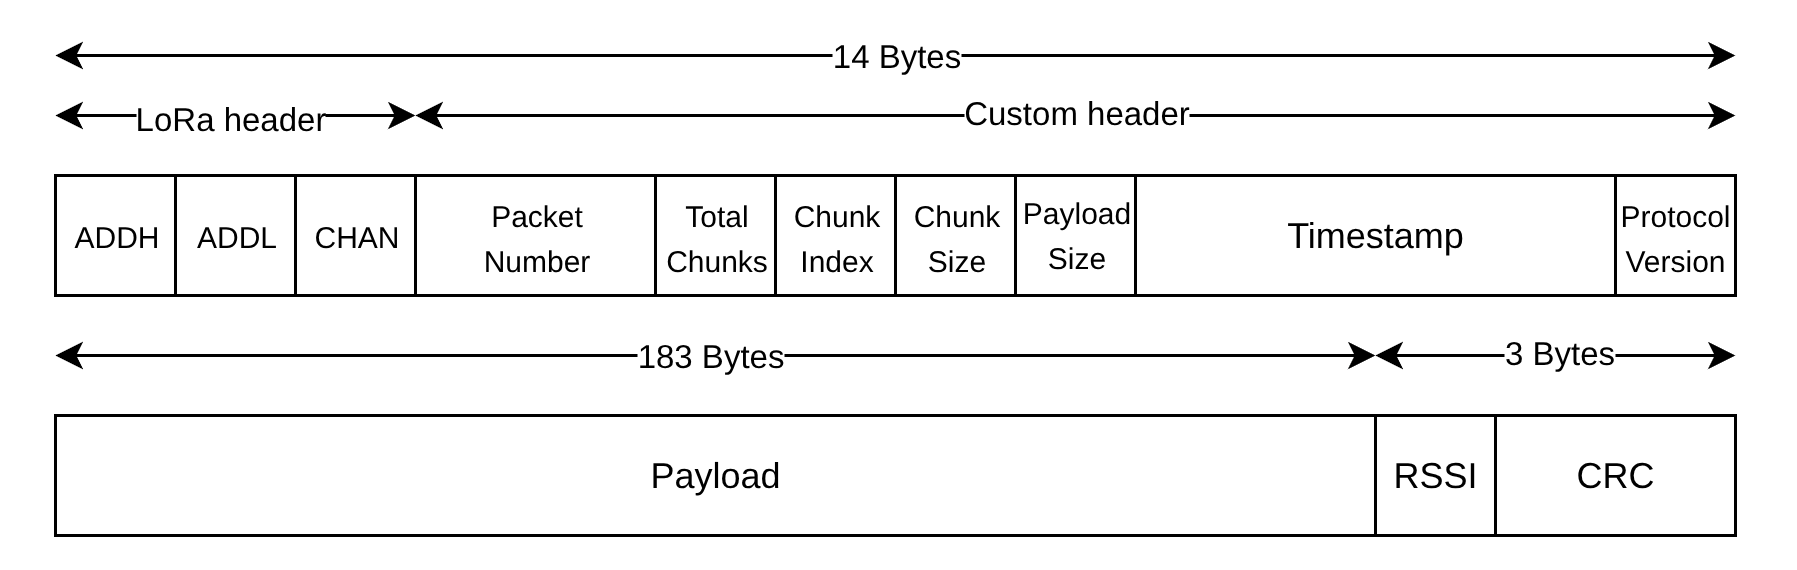 14 Bytes
LoRa header
Custom header
ADDH
ADDL
CHAN
Packet
Number
Total
Chunks
Chunk
Index
Chunk
Size
Payload
Size
Timestamp
Protocol
Version
183 Bytes
3 Bytes
Payload
RSSI
CRC